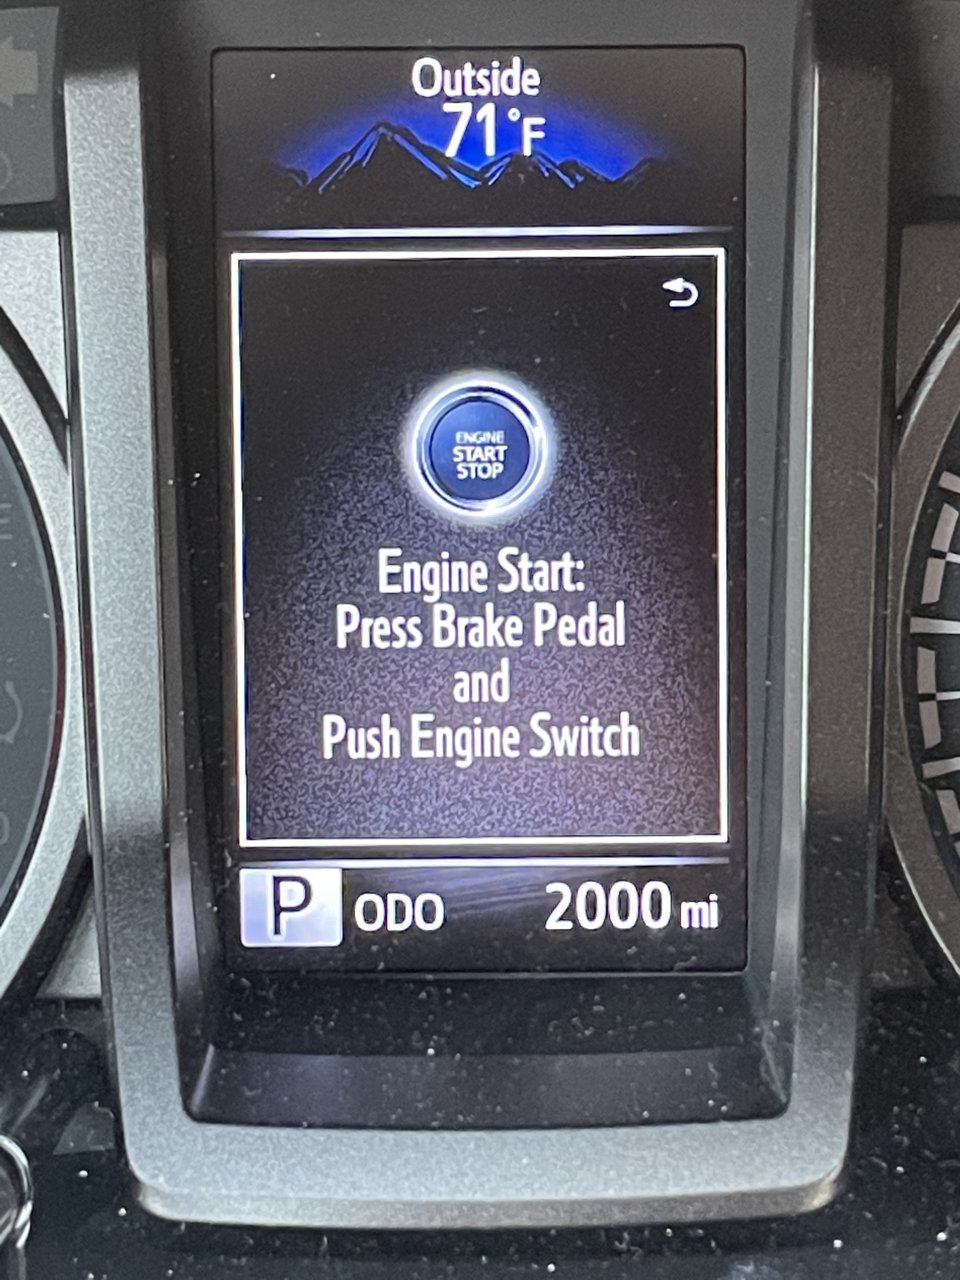 Outside
71°F
ENGINE
START
STOP
Engine Start:
Press Brake Pedal
and
Push Engine Switch
P ODO 2000 mi